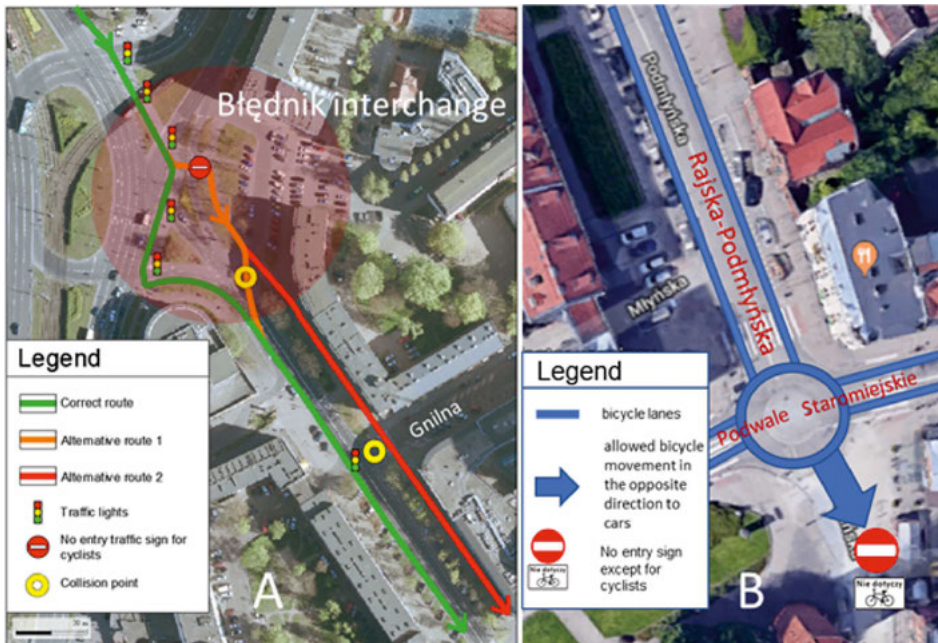 Błędnik interchange
Gnilna
Legend
Correct route
Alternative route 1
Alternative route 2
Traffic lights
No entry traffic sign for
cyclists
Collision point
A
Podmłyńska
Rajska-Podmłyńska
Młyńska
Podwale Staromiejskie
Legend
bicycle lanes
allowed bicycle
movement in
the opposite
direction to
cars
No entry sign
except for
cyclists
Nie dotyczy
Nie dotyczy
B